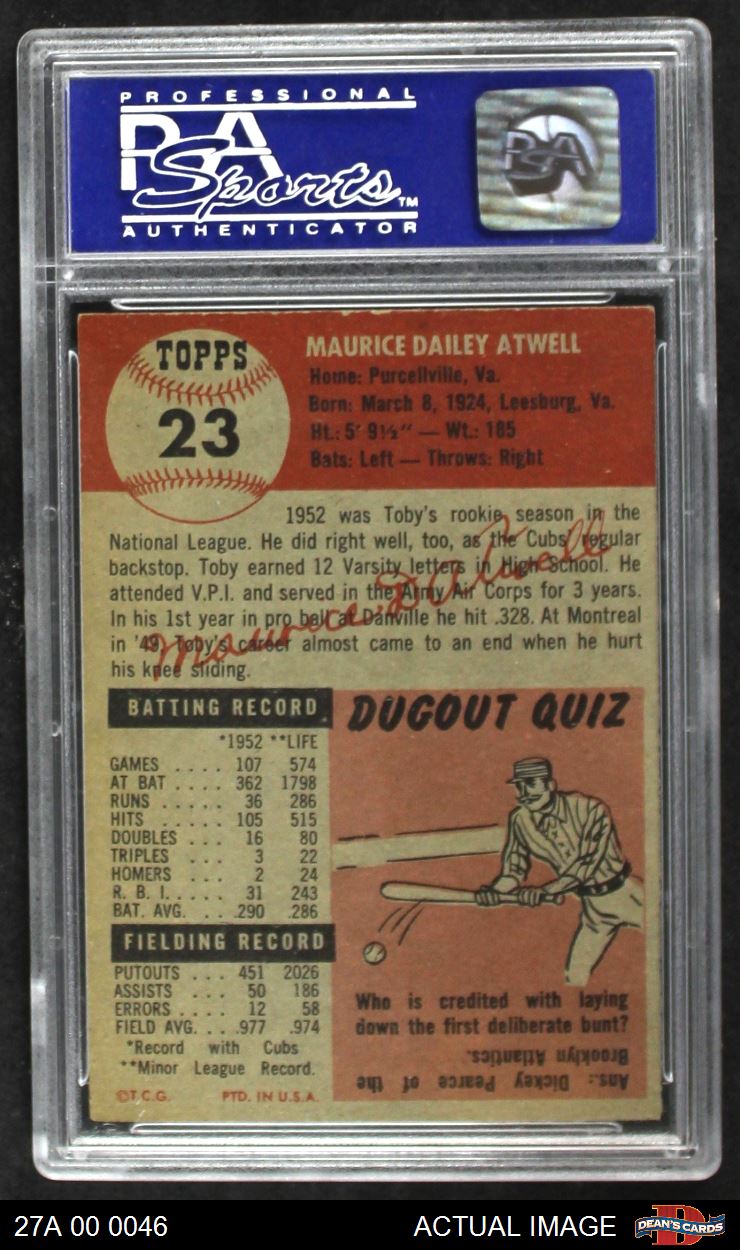 PROFESSIONAL
PSA
Sports™
AUTHENTICATOR
PSA
TOPPS
23
MAURICE DAILEY ATWELL
Home: Purcellville, Va.
Born: March 8, 1924, Leesburg, Va.
Ht.: 5' 9½" — Wt.: 185
Bats: Left — Throws: Right
1952 was Toby's rookie season in the
National League. He did right well, too, as the Cubs' regular
backstop. Toby earned 12 Varsity letters in High School. He
attended V.P.I. and served in the Army Air Corps for 3 years.
In his 1st year in pro ball at Danville he hit .328. At Montreal
in '49, Toby's career almost came to an end when he hurt
his knee sliding.
Maurice D Atwell
BATTING RECORD
*1952 **LIFE
GAMES .... 107 574
AT BAT .... 362 1798
RUNS ..... 36 286
HITS ..... 105 515
DOUBLES ... 16 80
TRIPLES ... 3 22
HOMERS ... 2 24
R. B. I. .... 31 243
BAT. AVG. ... .290 .286
FIELDING RECORD
PUTOUTS ... 451 2026
ASSISTS ... 50 186
ERRORS .... 12 58
FIELD AVG. ... .977 .974
*Record with Cubs
**Minor League Record.
©T.C.G. PTD. IN U.S.A.
DUGOUT QUIZ
Who is credited with laying
down the first deliberate bunt?
Ans.: Dickey Pearce of the
Brooklyn Atlantics.
27A 00 0046 ACTUAL IMAGE
D
DEAN'S CARDS